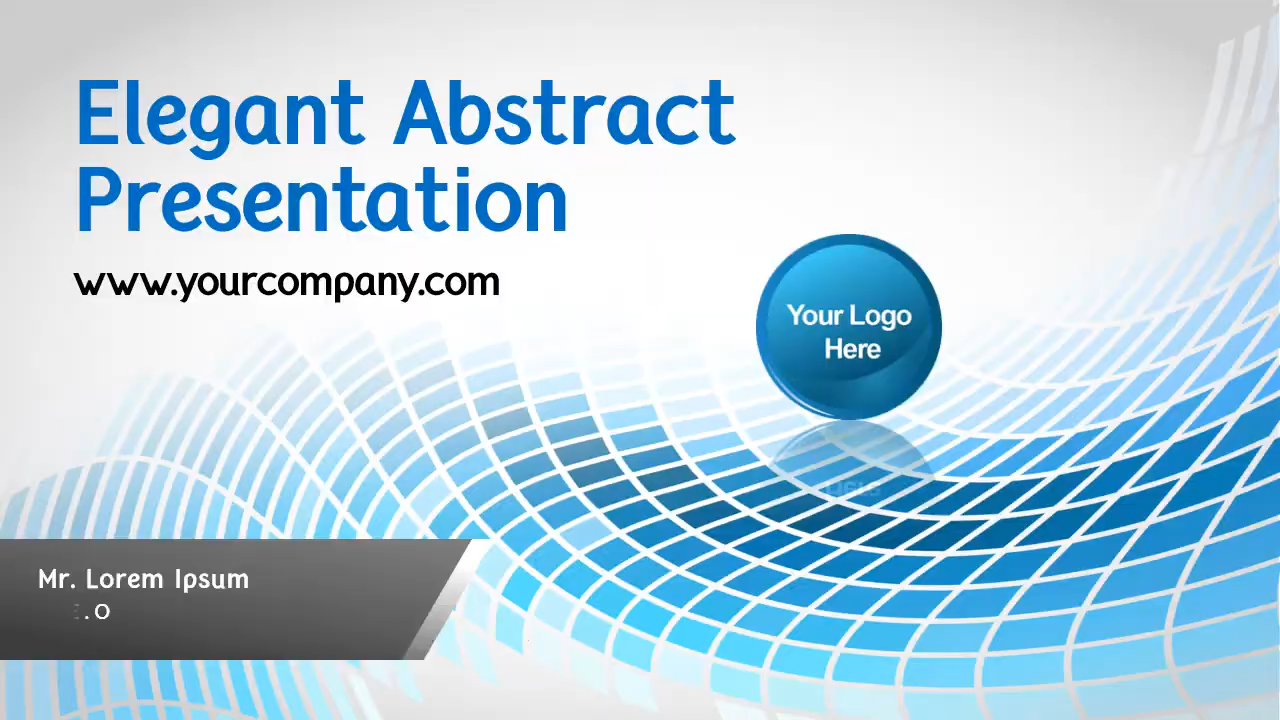 Elegant Abstract
Presentation
www.yourcompany.com
Your Logo
Here
Mr. Lorem Ipsum
. O